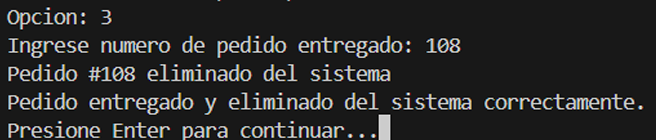 Opcion: 3
Ingrese numero de pedido entregado: 108
Pedido #108 eliminado del sistema
Pedido entregado y eliminado del sistema correctamente.
Presione Enter para continuar...